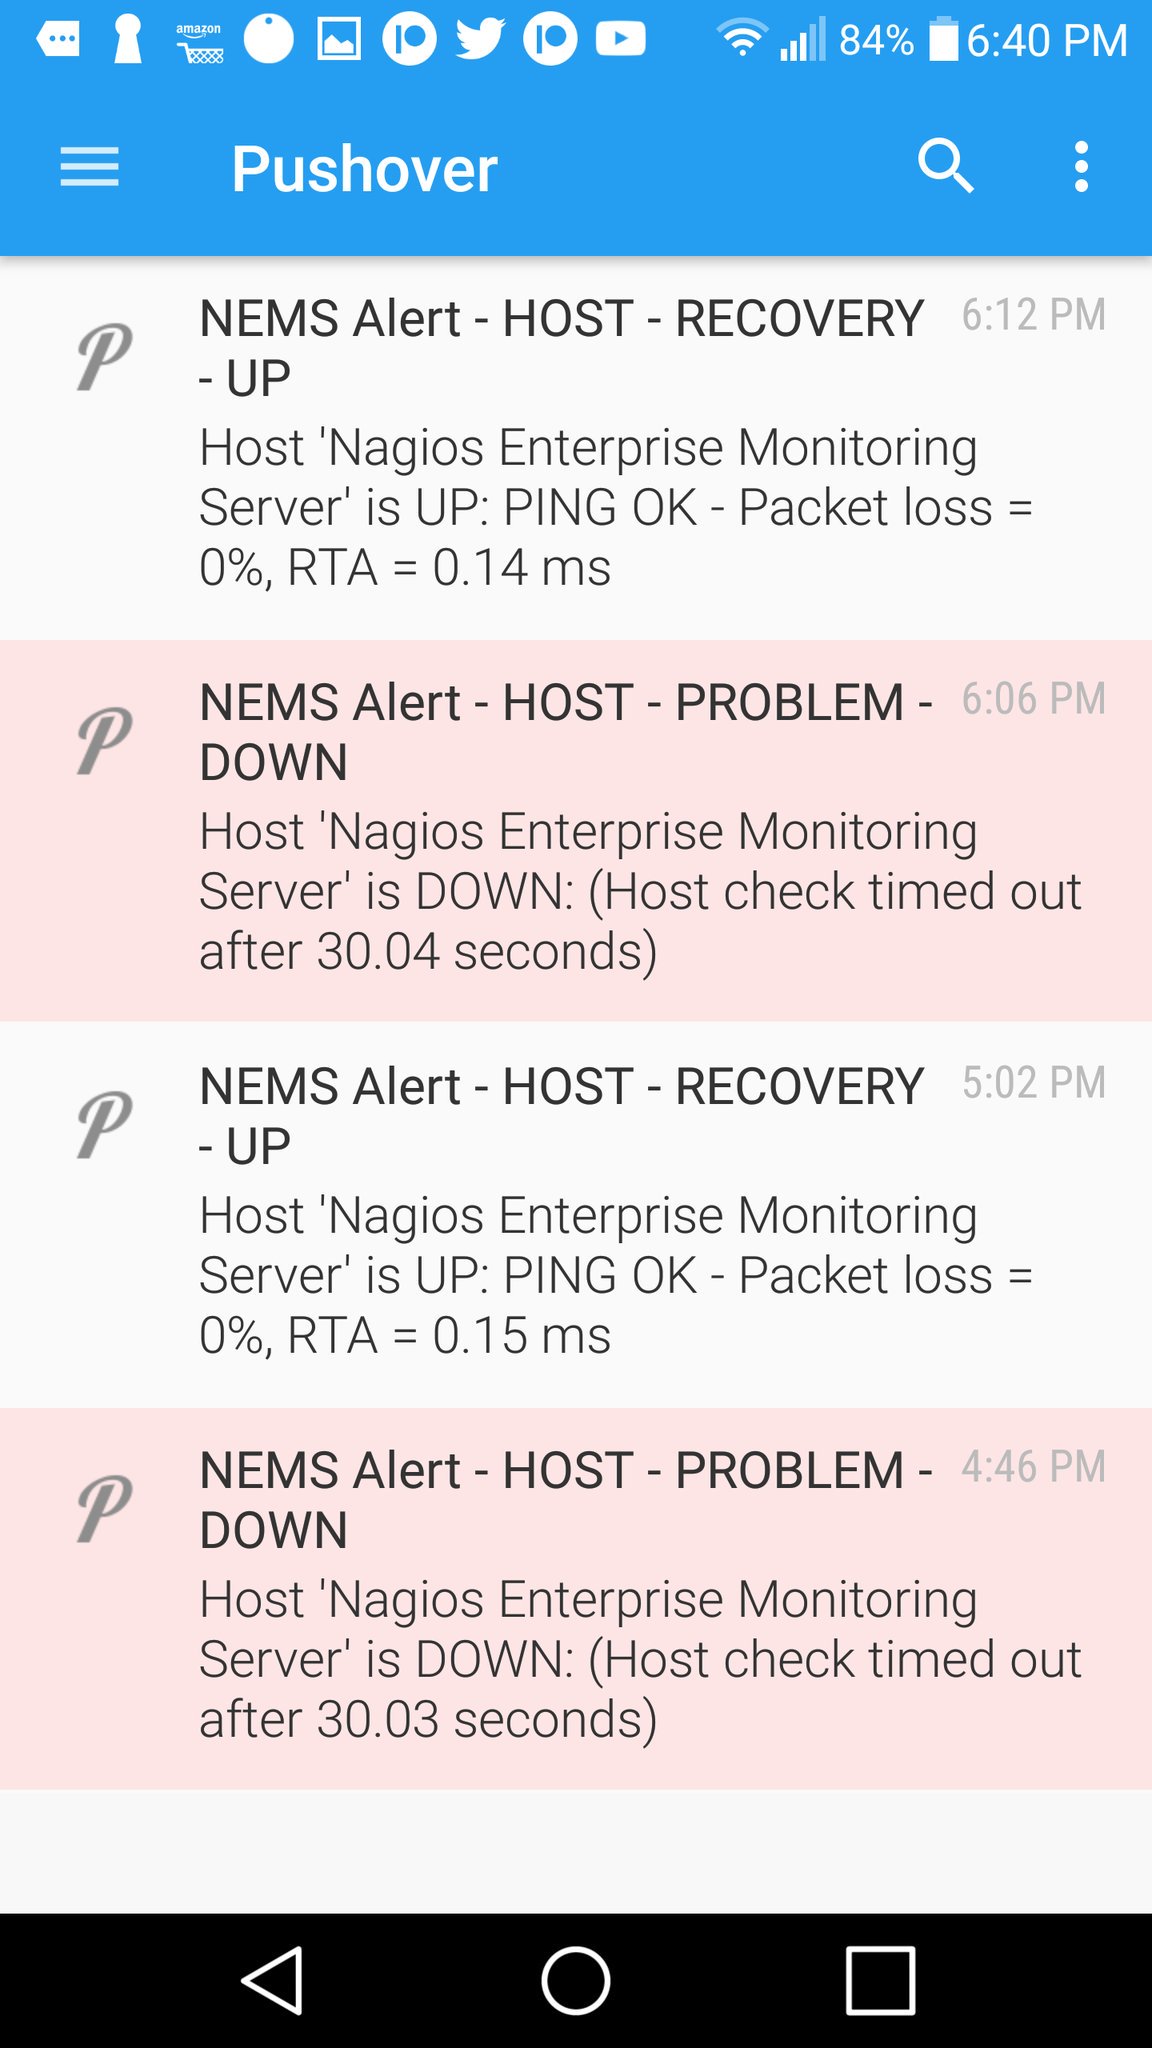 amazon
84% 6:40 PM
Pushover
NEMS Alert - HOST - RECOVERY 6:12 PM
- UP
Host 'Nagios Enterprise Monitoring
Server' is UP: PING OK - Packet loss =
0%, RTA = 0.14 ms
NEMS Alert - HOST - PROBLEM - 6:06 PM
DOWN
Host 'Nagios Enterprise Monitoring
Server' is DOWN: (Host check timed out
after 30.04 seconds)
NEMS Alert - HOST - RECOVERY 5:02 PM
- UP
Host 'Nagios Enterprise Monitoring
Server' is UP: PING OK - Packet loss =
0%, RTA = 0.15 ms
NEMS Alert - HOST - PROBLEM - 4:46 PM
DOWN
Host 'Nagios Enterprise Monitoring
Server' is DOWN: (Host check timed out
after 30.03 seconds)